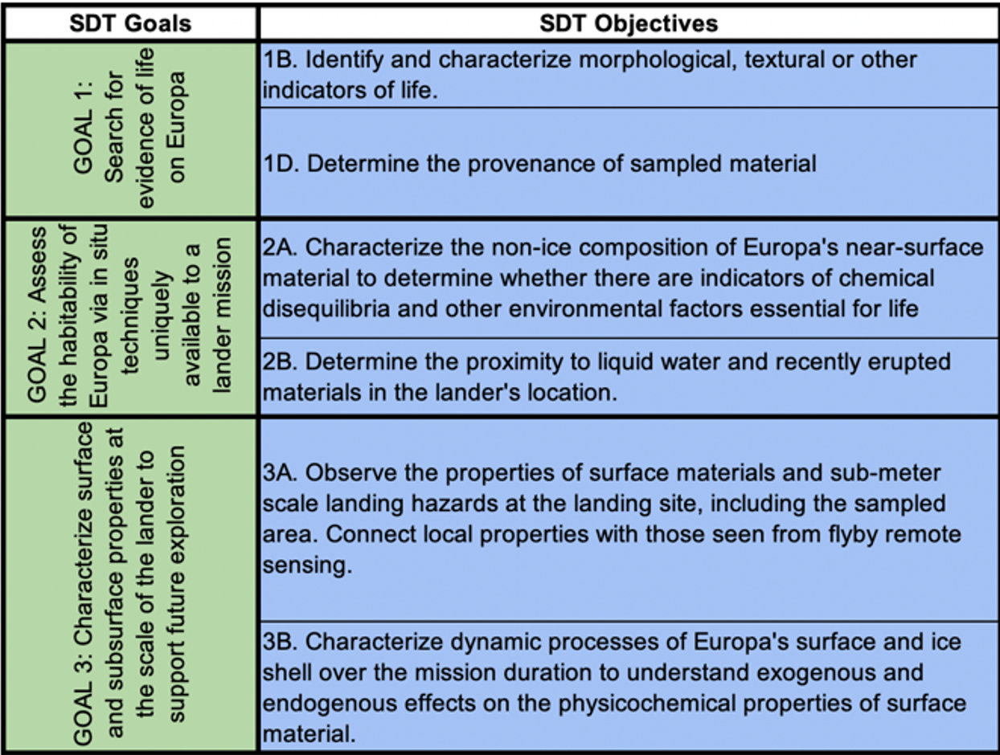 SDT Goals
SDT Objectives
GOAL 1:
Search for
evidence of life
on Europa
1B. Identify and characterize morphological, textural or other
indicators of life.
1D. Determine the provenance of sampled material
GOAL 2: Assess
the habitability of
Europa via in situ
techniques
uniquely
available to a
lander mission
2A. Characterize the non-ice composition of Europa's near-surface
material to determine whether there are indicators of chemical
disequilibria and other environmental factors essential for life
2B. Determine the proximity to liquid water and recently erupted
materials in the lander's location.
GOAL 3: Characterize surface
and subsurface properties at
the scale of the lander to
support future exploration
3A. Observe the properties of surface materials and sub-meter
scale landing hazards at the landing site, including the sampled
area. Connect local properties with those seen from flyby remote
sensing.
3B. Characterize dynamic processes of Europa's surface and ice
shell over the mission duration to understand exogenous and
endogenous effects on the physicochemical properties of surface
material.